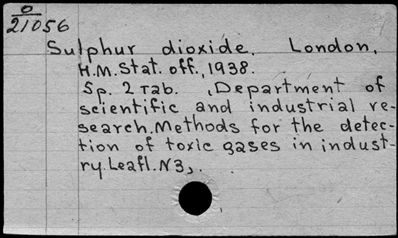 0
21056
Sulphur dioxide. London,
H.M. Stat. off., 1938.
5p. 2 tab. (Department of
scientific and industrial re-
search. Methods for the detec-
tion of toxic gases in indust-
ry. Leafl. N3).